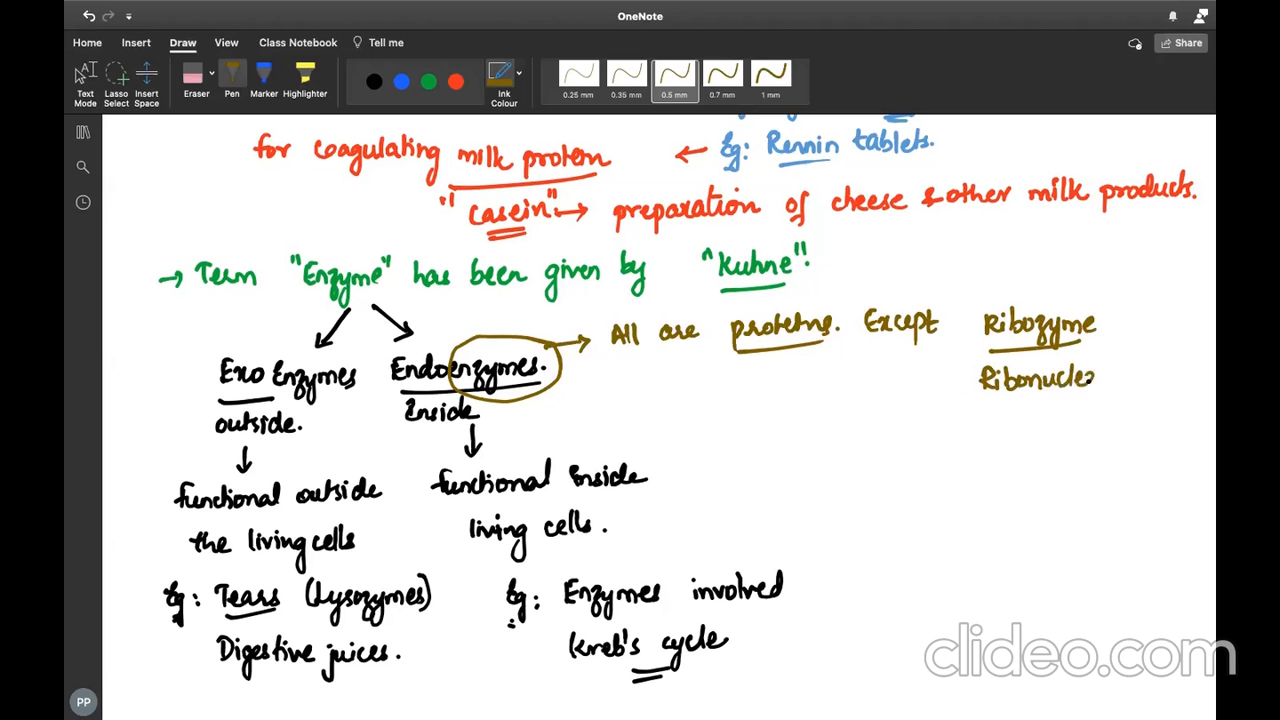 OneNote
Home Insert Draw View Class Notebook Tell me
Share
Text Mode
Lasso Select
Insert Space
Eraser
Pen
Marker
Highlighter
Ink Colour
0.25 mm 0.35 mm 0.5 mm 0.7 mm 1 mm
Eg: Rennin tablets.
for coagulating milk protein ←
"casein" → preparation of cheese & other milk products.
→ Term "Enzyme" has been given by "Kuhne".
→ All are proteins. Except Ribozyme
Exo Enzymes Endoenzymes.
Ribonucle
outside. Inside
functional outside functional inside
the living cells living cells.
Eg: Tears (Lysozymes) Eg: Enzymes involved
Digestive juices. Kreb's cycle
clideo.com
PP